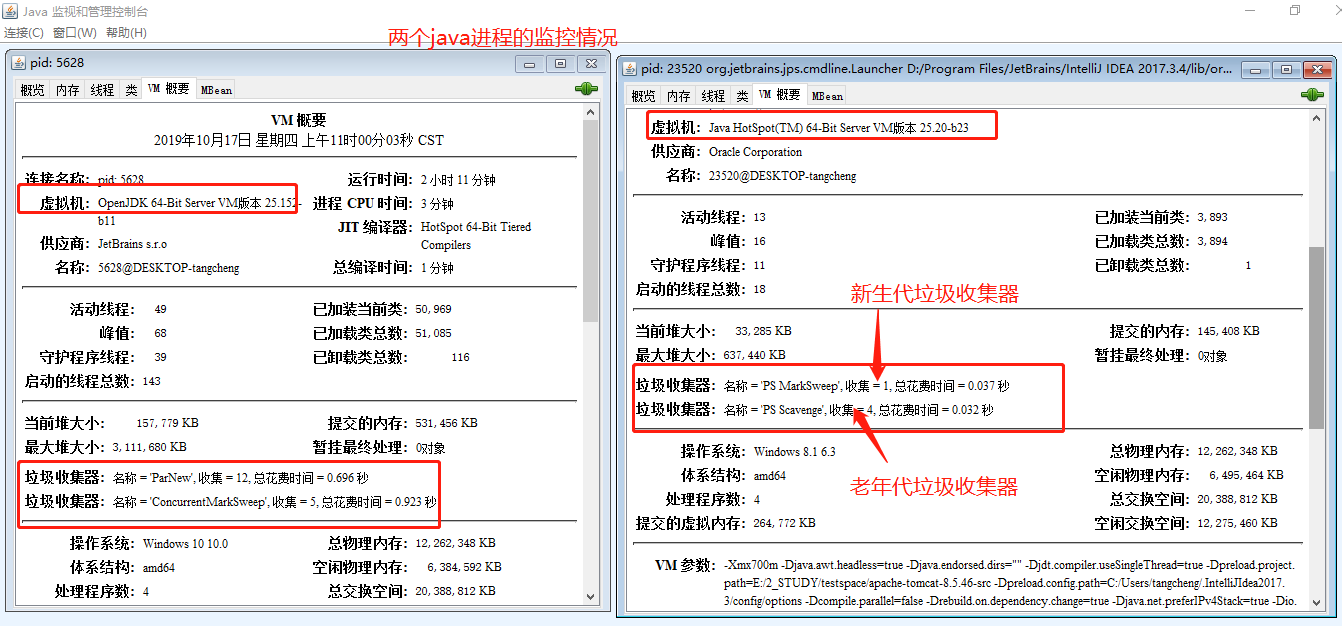 Java 监视和管理控制台
连接(C) 窗口(W) 帮助(H)
两个java进程的监控情况
pid: 5628
概览 内存 线程 类 VM 概要 MBean
VM 概要
2019年10月17日 星期四 上午11时00分03秒 CST
连接名称: pid: 5628
运行时间: 2 小时 11 分钟
虚拟机: OpenJDK 64-Bit Server VM版本 25.152-b11
进程 CPU 时间: 3 分钟
JIT 编译器: HotSpot 64-Bit Tiered Compilers
供应商: JetBrains s.r.o
名称: 5628@DESKTOP-tangcheng
总编译时间: 1 分钟
活动线程: 49
已加装当前类: 50,969
峰值: 68
已加载类总数: 51,085
守护程序线程: 39
已卸载类总数: 116
启动的线程总数: 143
当前堆大小: 157,779 KB
提交的内存: 531,456 KB
最大堆大小: 3,111,680 KB
暂挂最终处理: 0对象
垃圾收集器: 名称 = 'ParNew', 收集 = 12, 总花费时间 = 0.696 秒
垃圾收集器: 名称 = 'ConcurrentMarkSweep', 收集 = 5, 总花费时间 = 0.923 秒
操作系统: Windows 10 10.0
总物理内存: 12,262,348 KB
体系结构: amd64
空闲物理内存: 6,384,592 KB
处理程序数: 4
总交换空间: 20,388,812 KB
pid: 23520 org.jetbrains.jps.cmdline.Launcher D:/Program Files/JetBrains/IntelliJ IDEA 2017.3.4/lib/or...
概览 内存 线程 类 VM 概要 MBean
虚拟机: Java HotSpot(TM) 64-Bit Server VM版本 25.20-b23
供应商: Oracle Corporation
名称: 23520@DESKTOP-tangcheng
活动线程: 13
已加装当前类: 3,893
峰值: 16
已加载类总数: 3,894
守护程序线程: 11
已卸载类总数: 1
启动的线程总数: 18
新生代垃圾收集器
当前堆大小: 33,285 KB
提交的内存: 145,408 KB
最大堆大小: 637,440 KB
暂挂最终处理: 0对象
垃圾收集器: 名称 = 'PS MarkSweep', 收集 = 1, 总花费时间 = 0.037 秒
垃圾收集器: 名称 = 'PS Scavenge', 收集 = 4, 总花费时间 = 0.032 秒
老年代垃圾收集器
操作系统: Windows 8.1 6.3
总物理内存: 12,262,348 KB
体系结构: amd64
空闲物理内存: 6,495,464 KB
处理程序数: 4
总交换空间: 20,388,812 KB
提交的虚拟内存: 264,772 KB
空闲交换空间: 12,275,460 KB
VM 参数: -Xmx700m -Djava.awt.headless=true -Djava.endorsed.dirs="" -Djdt.compiler.useSingleThread=true -Dpreload.project.
path=E:/2_STUDY/testspace/apache-tomcat-8.5.46-src -Dpreload.config.path=C:/Users/tangcheng/.IntelliJIdea2017.
3/config/options -Dcompile.parallel=false -Drebuild.on.dependency.change=true -Djava.net.preferIPv4Stack=true -Dio.